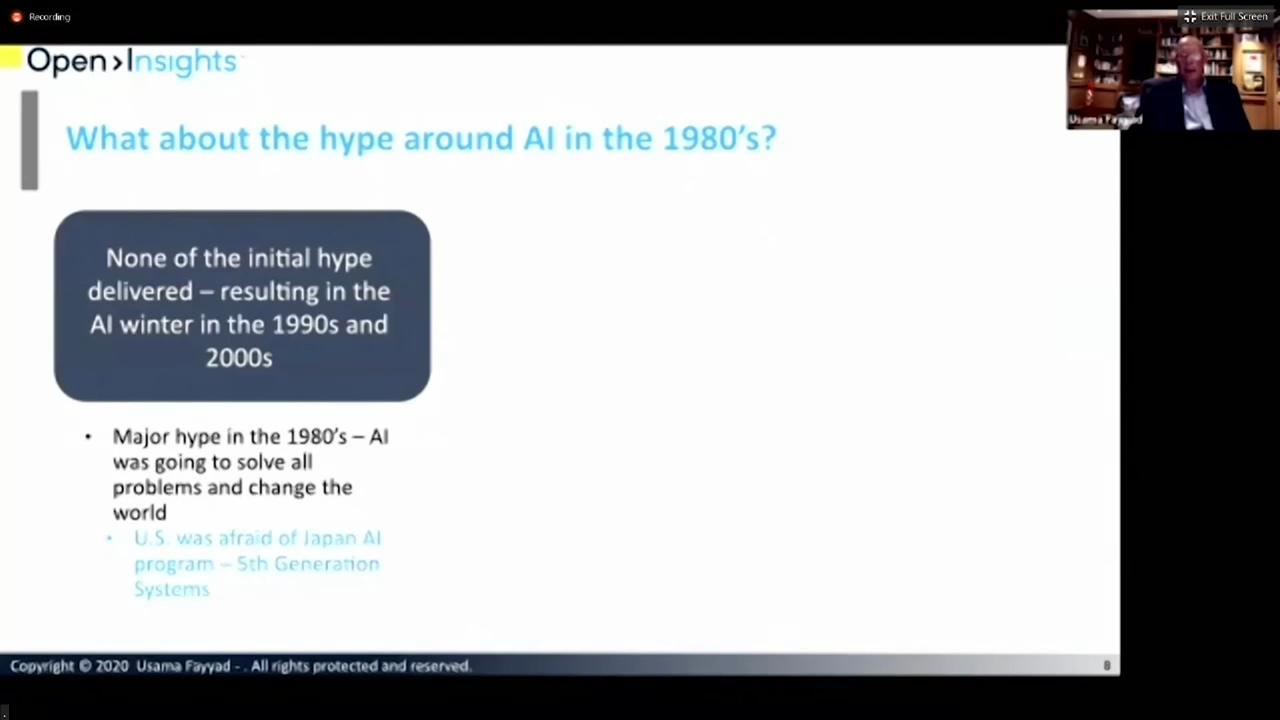 Recording
Exit Full Screen
Open>Insights
Usama Fayyad
What about the hype around AI in the 1980's?
None of the initial hype
delivered – resulting in the
AI winter in the 1990s and
2000s
• Major hype in the 1980's – AI
was going to solve all
problems and change the
world
• U.S. was afraid of Japan AI
program – 5th Generation
Systems
Copyright © 2020 Usama Fayyad - . All rights protected and reserved.
8